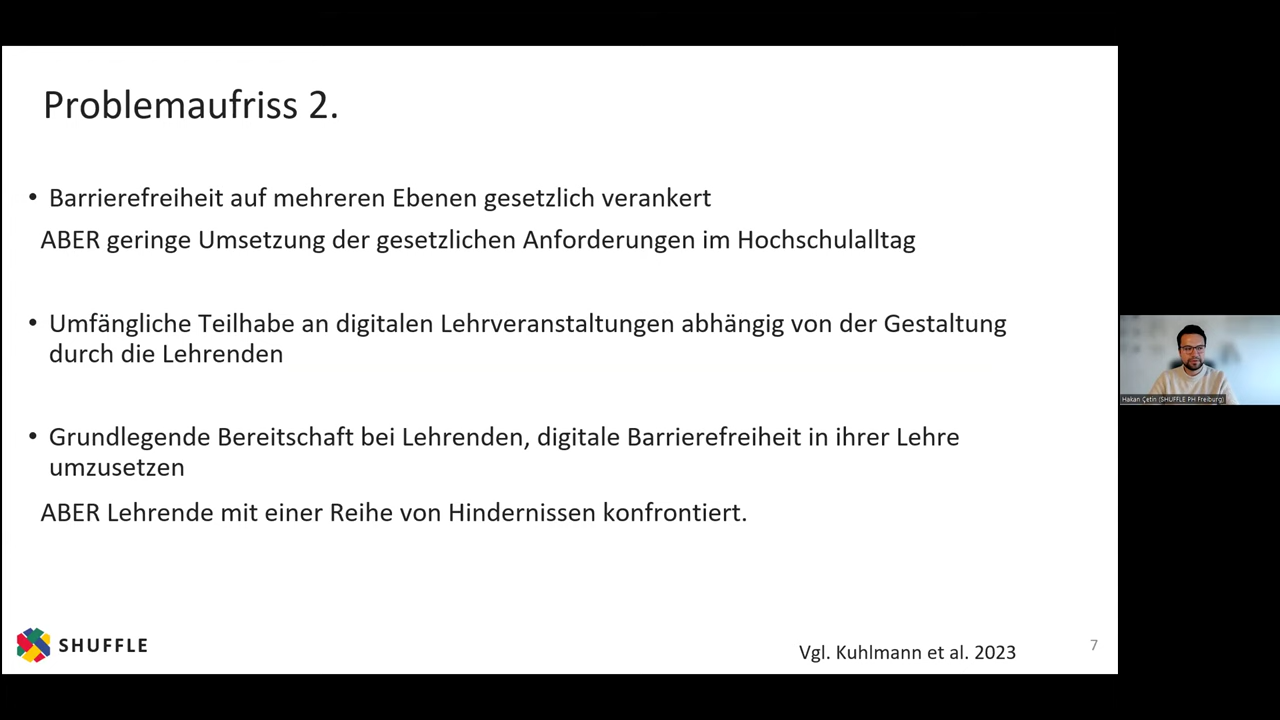 Problemaufriss 2.
• Barrierefreiheit auf mehreren Ebenen gesetzlich verankert
ABER geringe Umsetzung der gesetzlichen Anforderungen im Hochschulalltag
• Umfängliche Teilhabe an digitalen Lehrveranstaltungen abhängig von der Gestaltung
durch die Lehrenden
• Grundlegende Bereitschaft bei Lehrenden, digitale Barrierefreiheit in ihrer Lehre
umzusetzen
ABER Lehrende mit einer Reihe von Hindernissen konfrontiert.
Hakan Çetin (SHUFFLE PH Freiburg)
SHUFFLE
Vgl. Kuhlmann et al. 2023
7